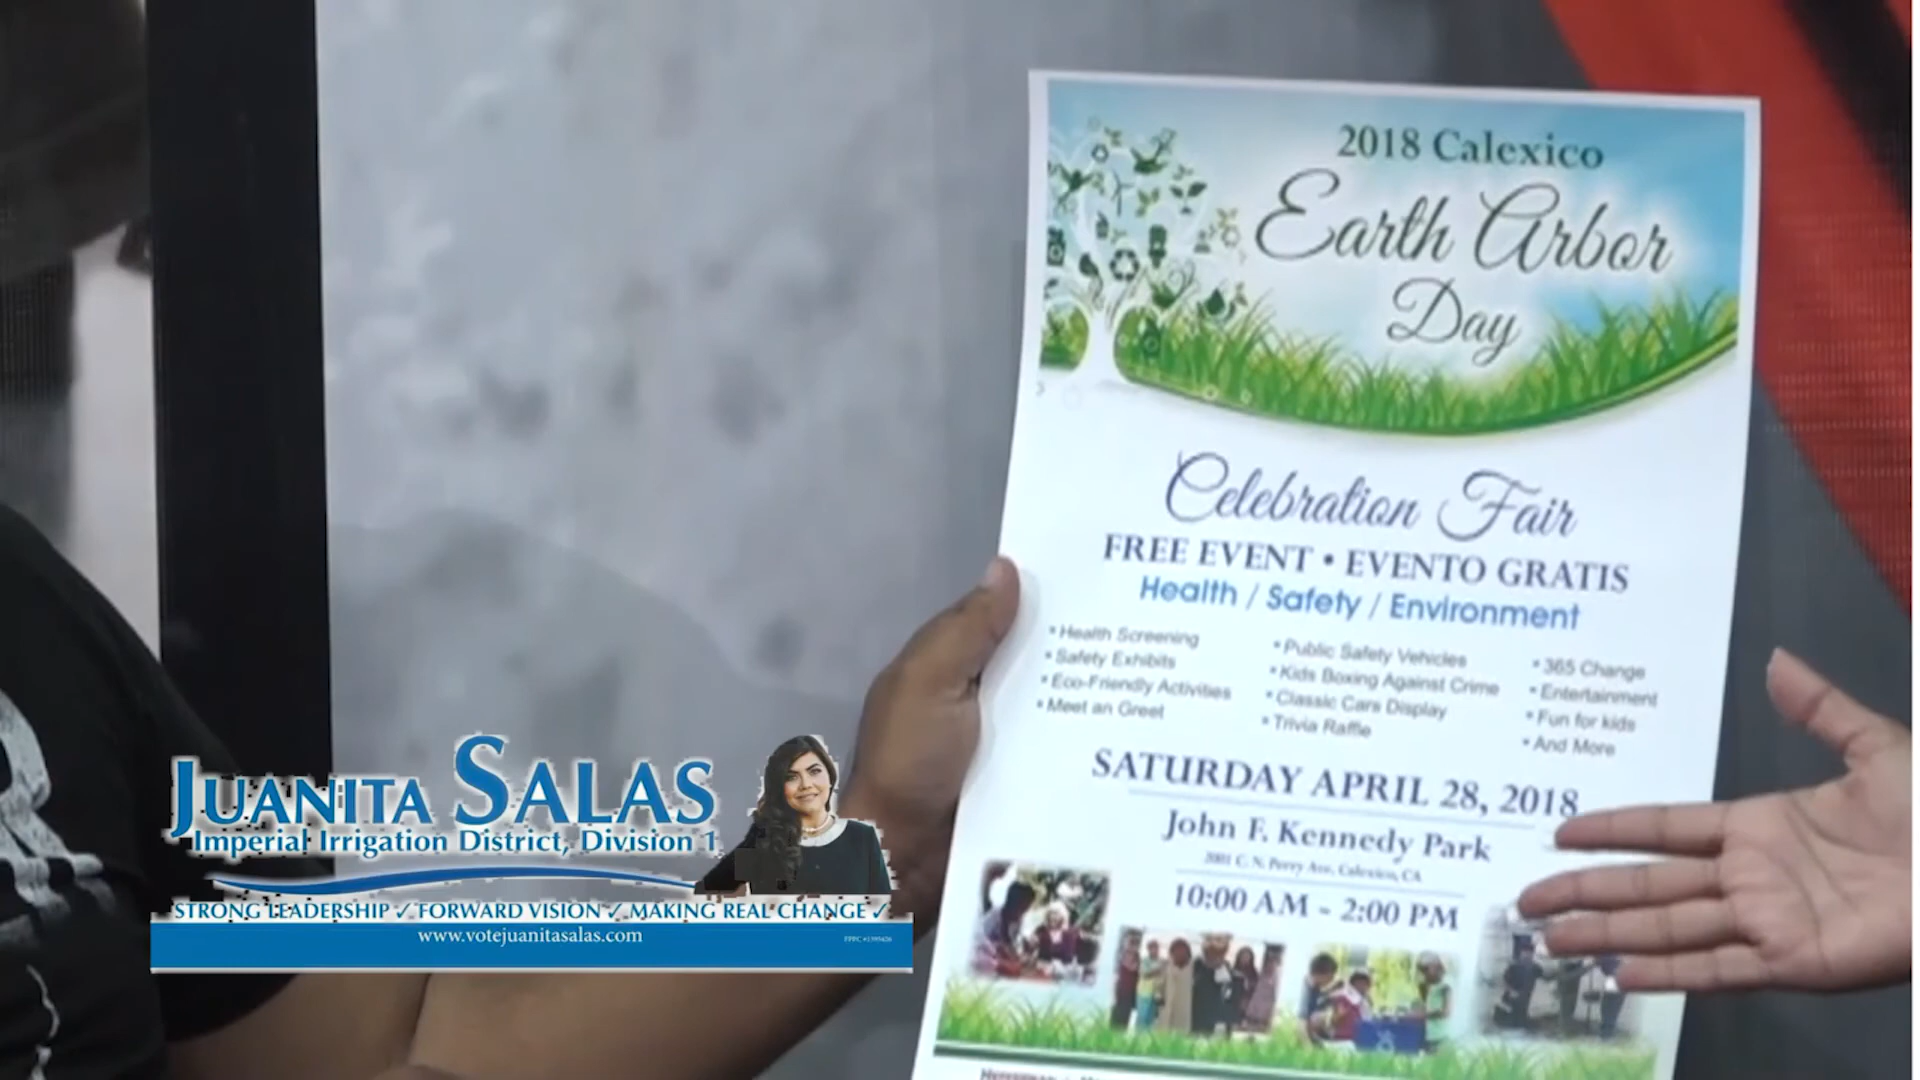 2018 Calexico
Earth Arbor
Day
Celebration Fair
FREE EVENT • EVENTO GRATIS
Health / Safety / Environment
• Health Screening
• Safety Exhibits
• Eco-Friendly Activities
• Meet an Greet
• Public Safety Vehicles
• Kids Boxing Against Crime
• Classic Cars Display
• Trivia Raffle
• 365 Change
• Entertainment
• Fun for kids
• And More
SATURDAY APRIL 28, 2018
John F. Kennedy Park
Calexico, CA
10:00 AM - 2:00 PM
JUANITA SALAS
Imperial Irrigation District, Division 1
STRONG LEADERSHIP ✓ FORWARD VISION ✓ MAKING REAL CHANGE ✓
www.votejuanitasalas.com